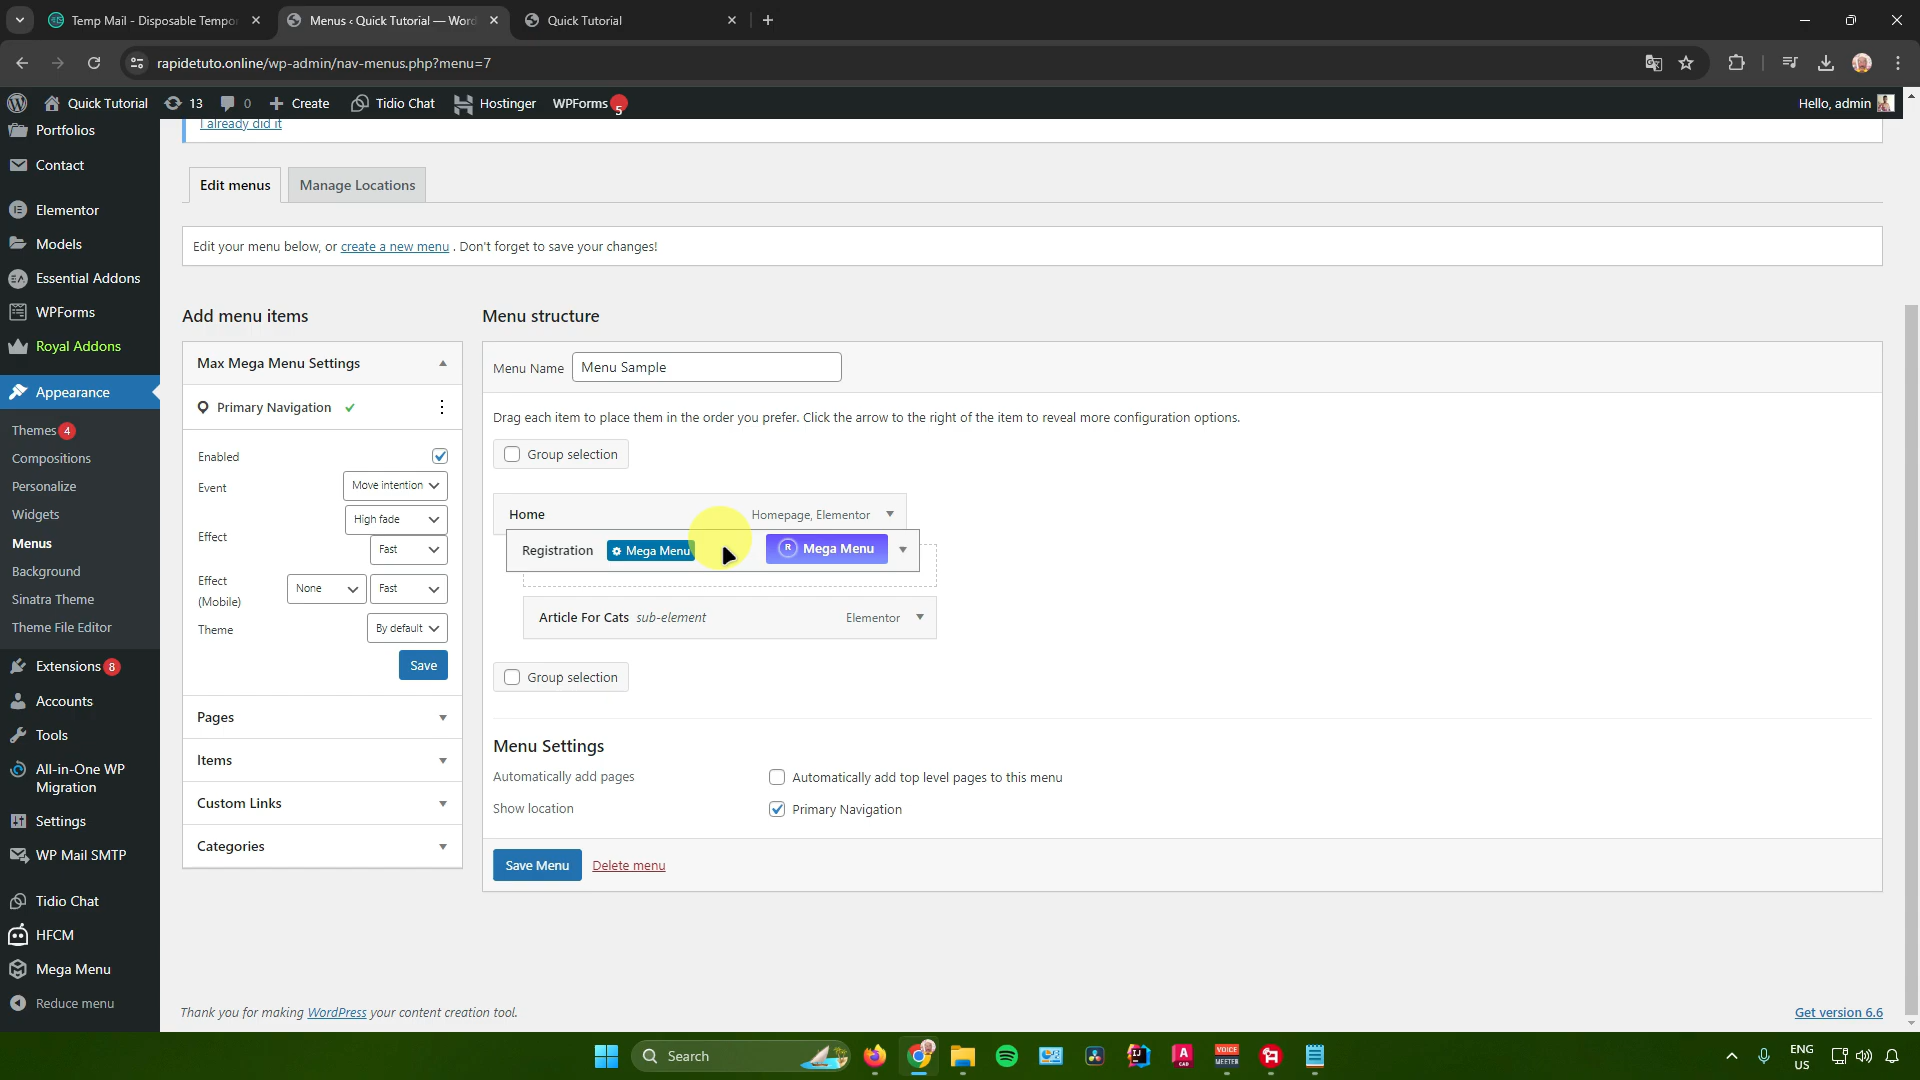 Temp Mail - Disposable Tempor
Menus ‹ Quick Tutorial — Word
Quick Tutorial
rapidetuto.online/wp-admin/nav-menus.php?menu=7
Quick Tutorial
13
0
Create
Tidio Chat
Hostinger
WPForms
5
Hello, admin
Portfolios
Contact
Elementor
Models
Essential Addons
WPForms
Royal Addons
Appearance
Themes 4
Compositions
Personalize
Widgets
Menus
Background
Sinatra Theme
Theme File Editor
Extensions 8
Accounts
Tools
All-in-One WP
Migration
Settings
WP Mail SMTP
Tidio Chat
HFCM
Mega Menu
Reduce menu
I already did it
Edit menus
Manage Locations
Edit your menu below, or create a new menu . Don't forget to save your changes!
Add menu items
Max Mega Menu Settings
Primary Navigation
Enabled
Event
Move intention
Effect
High fade
Fast
Effect
(Mobile)
None
Fast
Theme
By default
Save
Pages
Items
Custom Links
Categories
Menu structure
Menu Name
Menu Sample
Drag each item to place them in the order you prefer. Click the arrow to the right of the item to reveal more configuration options.
Group selection
Home
Homepage, Elementor
Registration
Mega Menu
R Mega Menu
Article For Cats sub-element
Elementor
Group selection
Menu Settings
Automatically add pages
Automatically add top level pages to this menu
Show location
Primary Navigation
Save Menu
Delete menu
Thank you for making WordPress your content creation tool.
Get version 6.6
Search
VOICE
MEETER
ENG
US